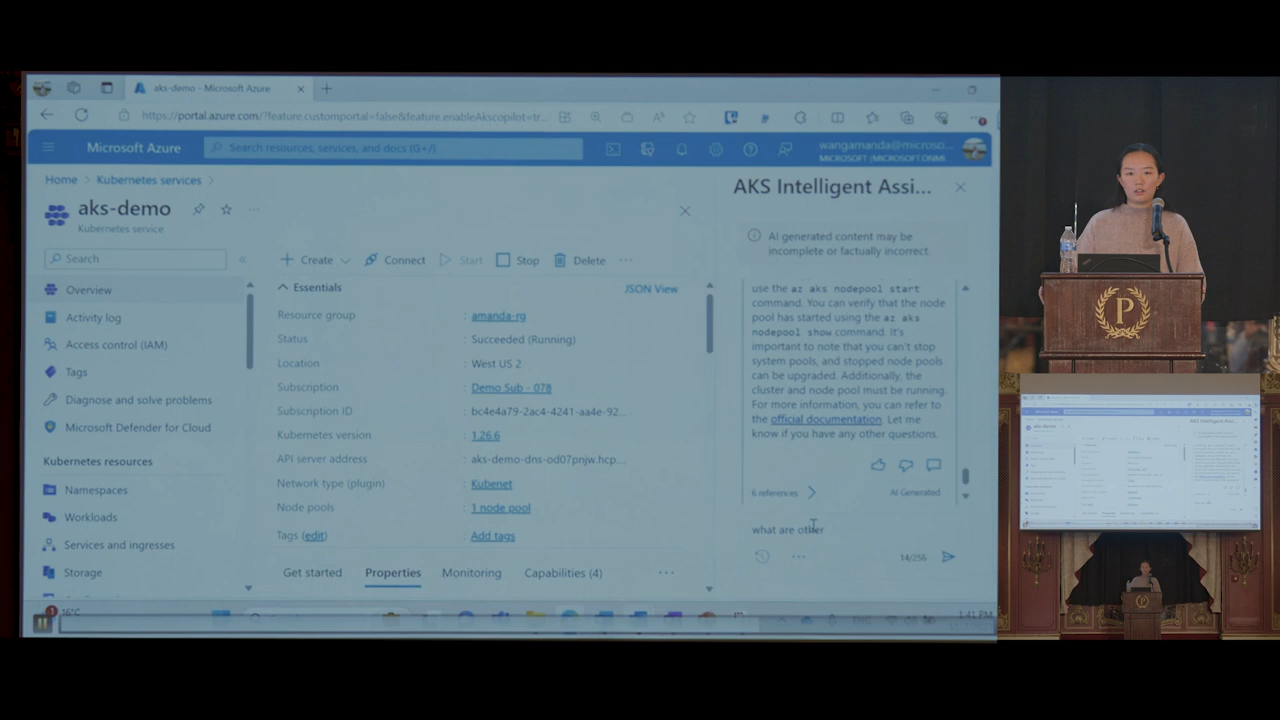 aks-demo - Microsoft Azure
https://portal.azure.com/?feature.customportal=false&feature.enableAkscopilot=tr...
Microsoft Azure
Search resources, services, and docs (G+/)
wangamanda@microso...
MICROSOFT (MICROSOFT.ONMI...
Home > Kubernetes services >
aks-demo
Kubernetes service
Search
Overview
Activity log
Access control (IAM)
Tags
Diagnose and solve problems
Microsoft Defender for Cloud
Kubernetes resources
Namespaces
Workloads
Services and ingresses
Storage
Create
Connect
Start
Stop
Delete
Essentials
JSON View
Resource group : amanda-rg
Status : Succeeded (Running)
Location : West US 2
Subscription : Demo Sub - 078
Subscription ID : bc4e4a79-2ac4-4241-aa4e-92...
Kubernetes version : 1.26.6
API server address : aks-demo-dns-od07pnjw.hcp...
Network type (plugin) : Kubenet
Node pools : 1 node pool
Tags (edit) : Add tags
Get started
Properties
Monitoring
Capabilities (4)
AKS Intelligent Assi...
AI generated content may be
incomplete or factually incorrect.
use the az aks nodepool start
command. You can verify that the node
pool has started using the az aks
nodepool show command. It's
important to note that you can't stop
system pools, and stopped node pools
can be upgraded. Additionally, the
cluster and node pool must be running.
For more information, you can refer to
the official documentation. Let me
know if you have any other questions.
6 references
AI Generated
what are other
14/256
16°C
1:41 PM
P